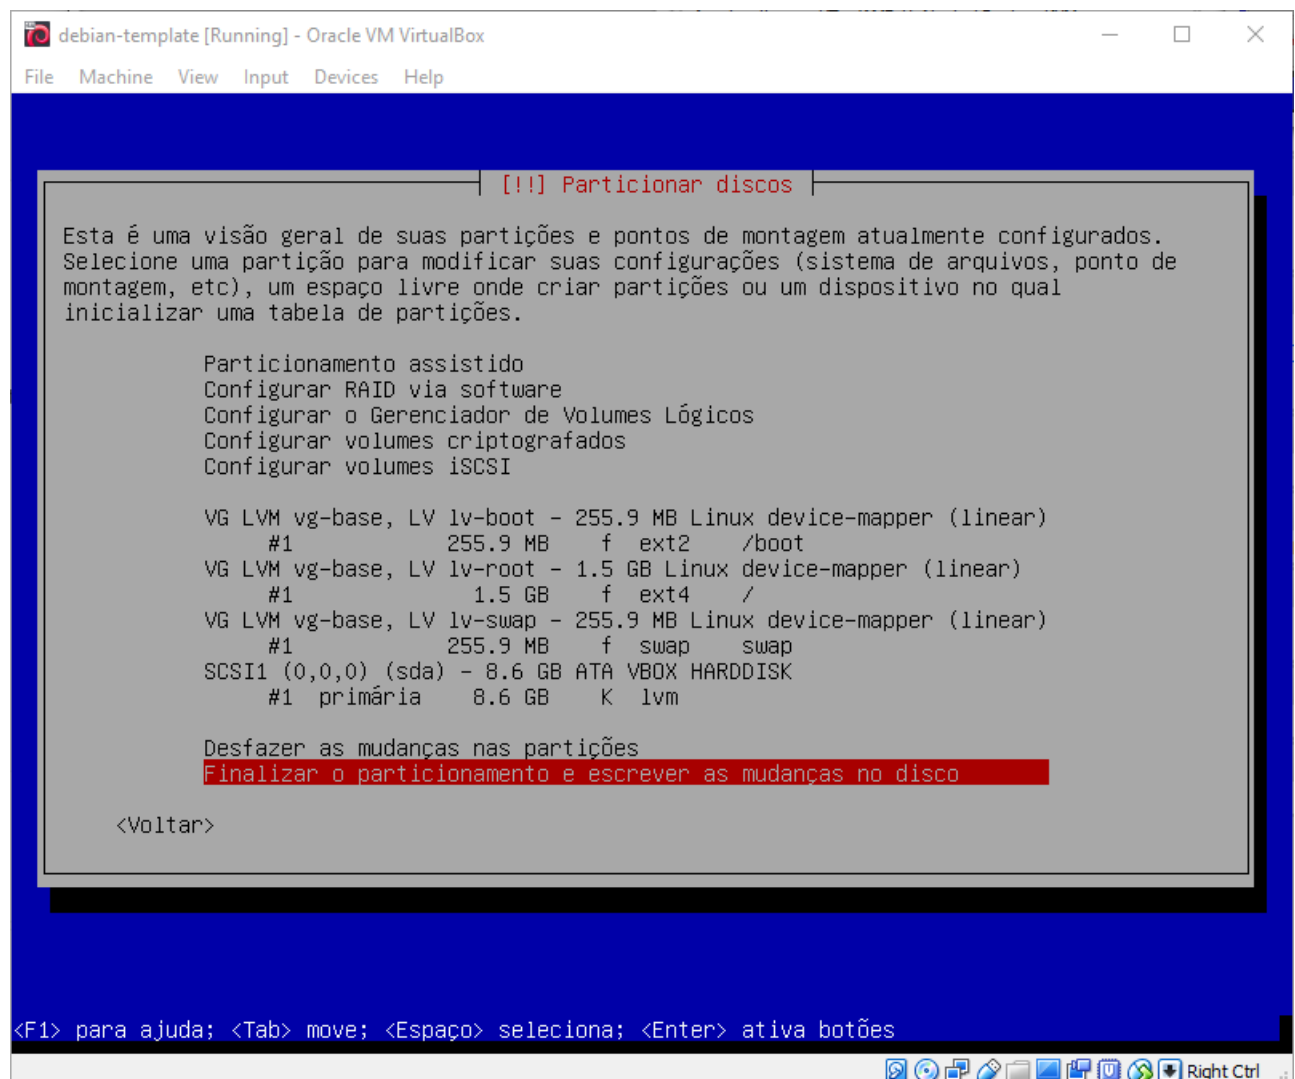 debian-template [Running] - Oracle VM VirtualBox
File Machine View Input Devices Help
[!!] Particionar discos
Esta é uma visão geral de suas partições e pontos de montagem atualmente configurados.
Selecione uma partição para modificar suas configurações (sistema de arquivos, ponto de
montagem, etc), um espaço livre onde criar partições ou um dispositivo no qual
inicializar uma tabela de partições.
Particionamento assistido
Configurar RAID via software
Configurar o Gerenciador de Volumes Lógicos
Configurar volumes criptografados
Configurar volumes iSCSI
VG LVM vg-base, LV lv-boot - 255.9 MB Linux device-mapper (linear)
#1 255.9 MB f ext2 /boot
VG LVM vg-base, LV lv-root - 1.5 GB Linux device-mapper (linear)
#1 1.5 GB f ext4 /
VG LVM vg-base, LV lv-swap - 255.9 MB Linux device-mapper (linear)
#1 255.9 MB f swap swap
SCSI1 (0,0,0) (sda) - 8.6 GB ATA VBOX HARDDISK
#1 primária 8.6 GB K lvm
Desfazer as mudanças nas partições
Finalizar o particionamento e escrever as mudanças no disco
<Voltar>
<F1> para ajuda; <Tab> move; <Espaço> seleciona; <Enter> ativa botões
Right Ctrl